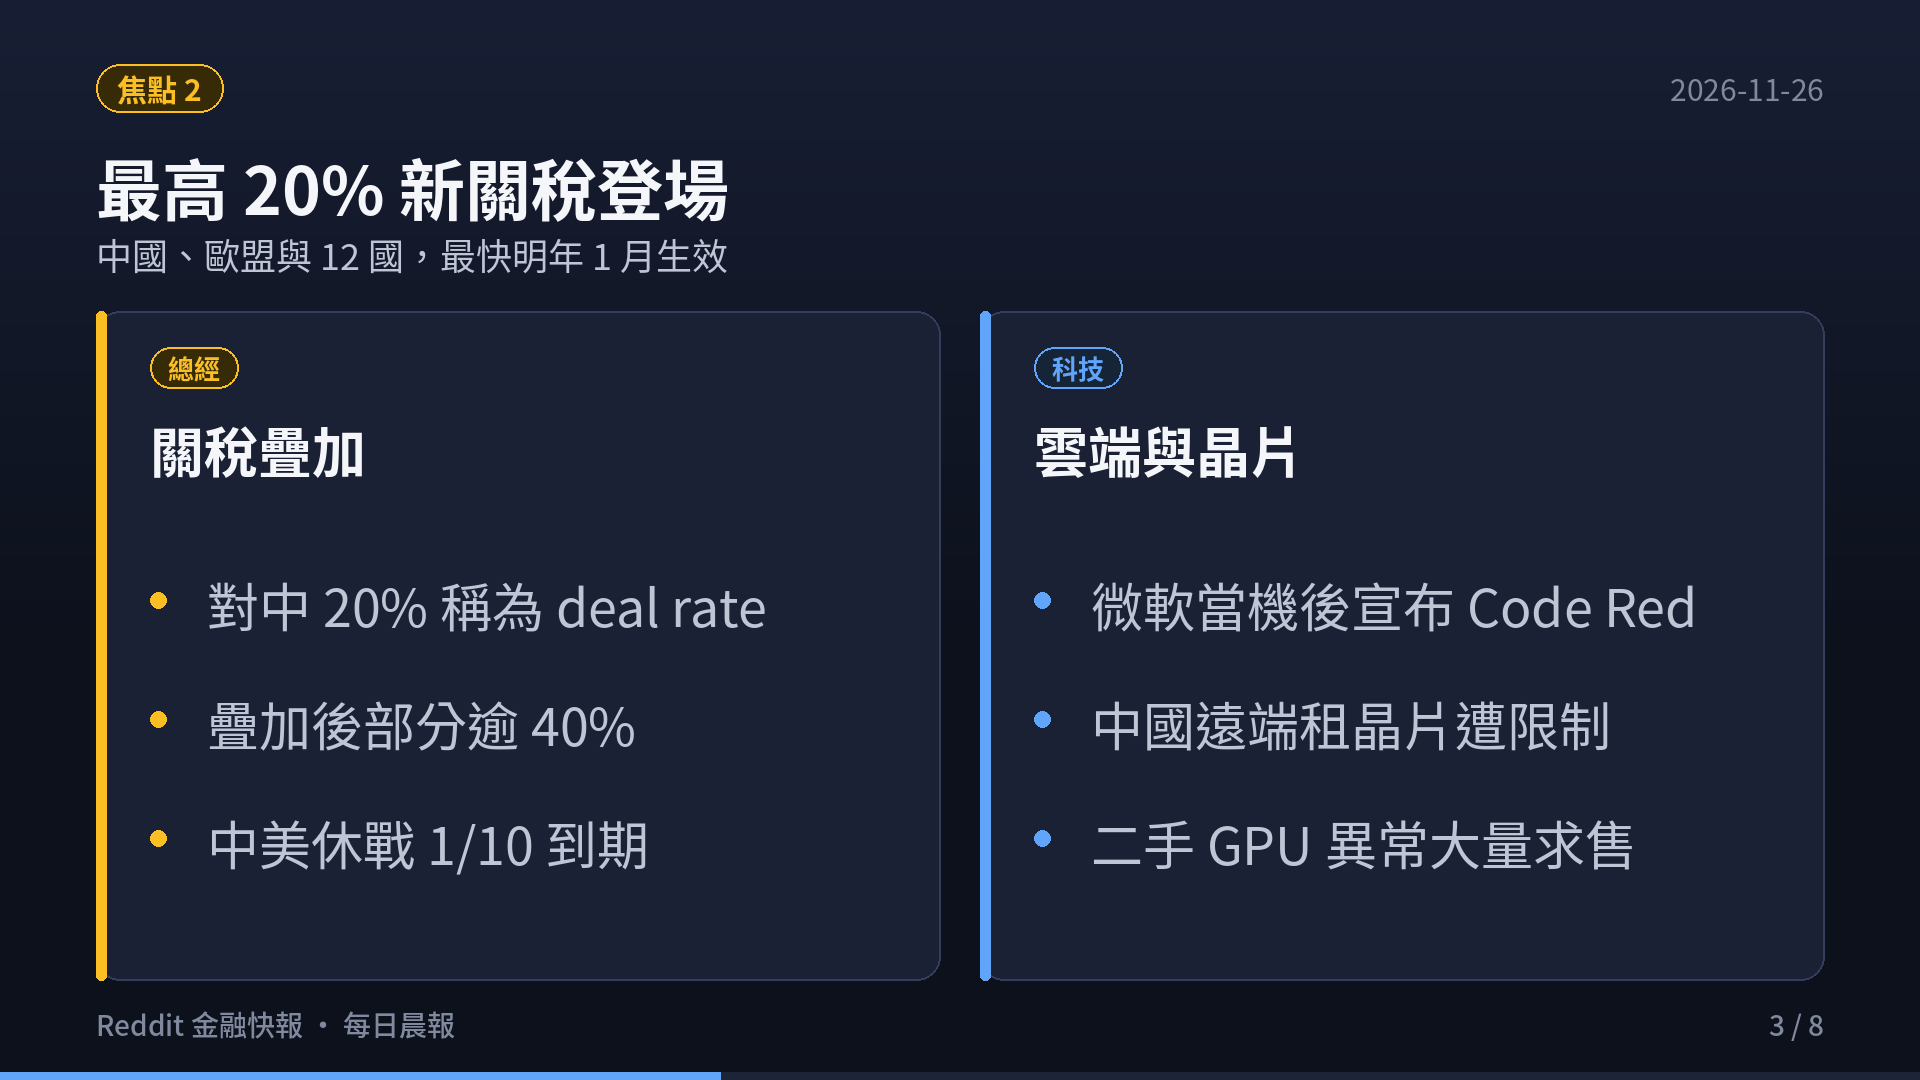 焦點 2
2026-11-26
最高 20% 新關稅登場
中國、歐盟與 12 國，最快明年 1 月生效
總經
關稅疊加
對中 20% 稱為 deal rate
疊加後部分逾 40%
中美休戰 1/10 到期
科技
雲端與晶片
微軟當機後宣布 Code Red
中國遠端租晶片遭限制
二手 GPU 異常大量求售
Reddit 金融快報 • 每日晨報
3 / 8